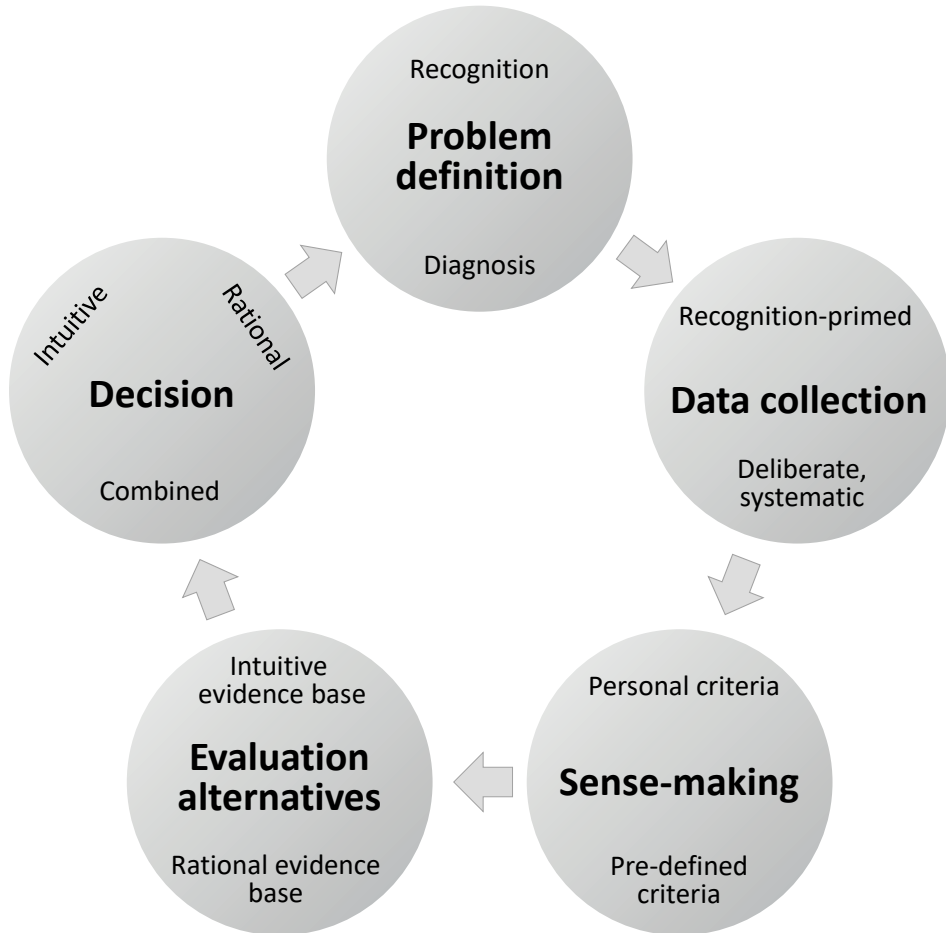 Recognition
Problem
definition
Diagnosis
Recognition-primed
Data collection
Deliberate,
systematic
Personal criteria
Sense-making
Pre-defined
criteria
Intuitive
evidence base
Evaluation
alternatives
Rational evidence
base
Intuitive
Rational
Decision
Combined